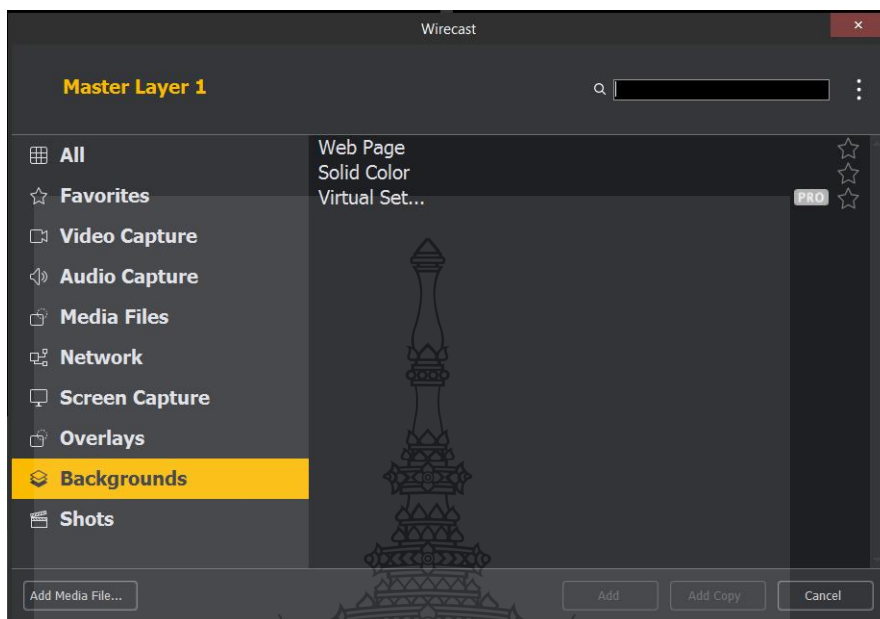 Wirecast
Master Layer 1
All
Favorites
Video Capture
Audio Capture
Media Files
Network
Screen Capture
Overlays
Backgrounds
Shots
Web Page
Solid Color
Virtual Set...
PRO
Add Media File...
Add
Add Copy
Cancel